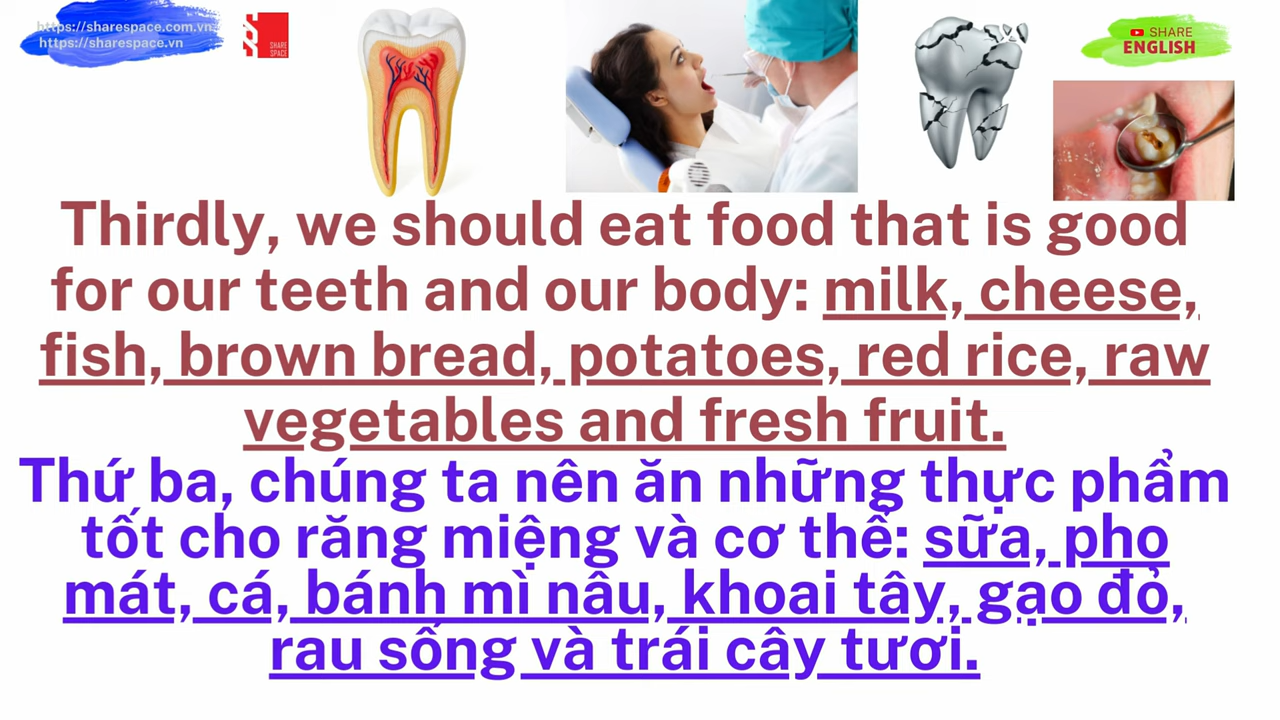 https://sharespace.com.vn
https://sharespace.vn
SHARE
SPACE
SHARE
ENGLISH
Thirdly, we should eat food that is good
for our teeth and our body: milk, cheese,
fish, brown bread, potatoes, red rice, raw
vegetables and fresh fruit.
Thứ ba, chúng ta nên ăn những thực phẩm
tốt cho răng miệng và cơ thể: sữa, pho
mát, cá, bánh mì nâu, khoai tây, gạo đỏ,
rau sống và trái cây tươi.